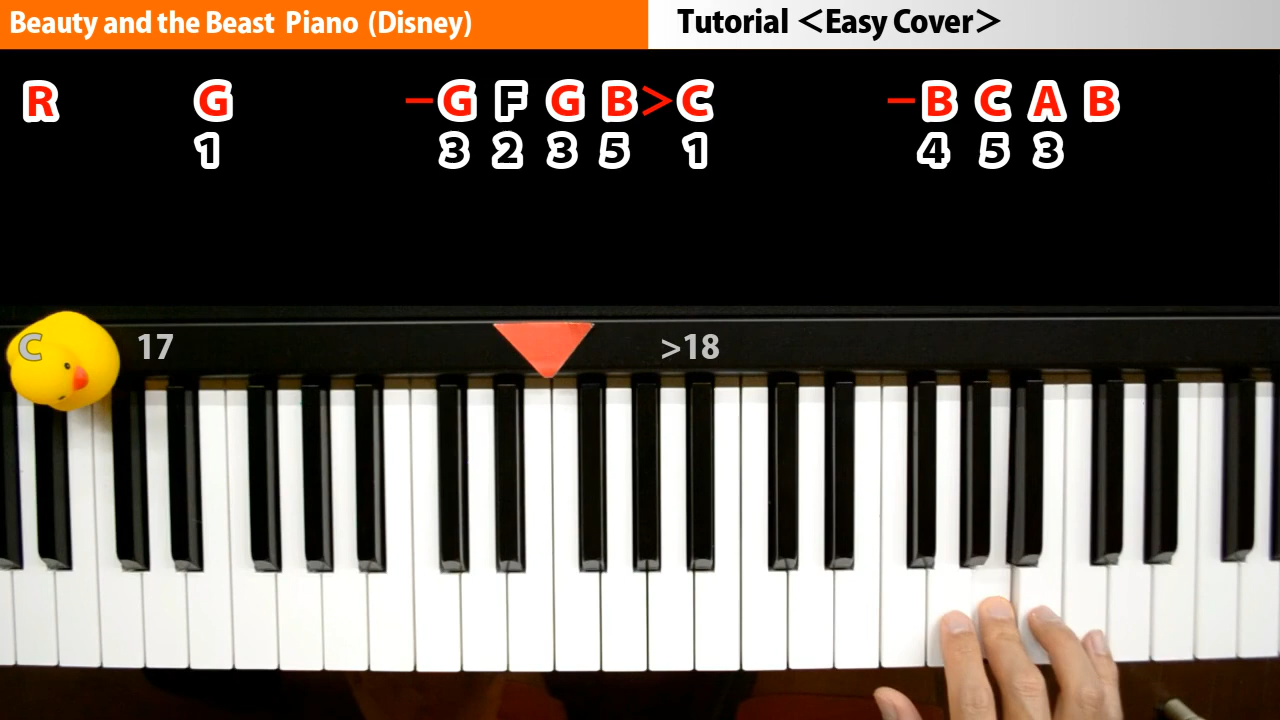 Beauty and the Beast Piano (Disney) Tutorial <Easy Cover>
R G –G F G B>C –B C A B
1 3 2 3 5 1 4 5 3
C 17 >18